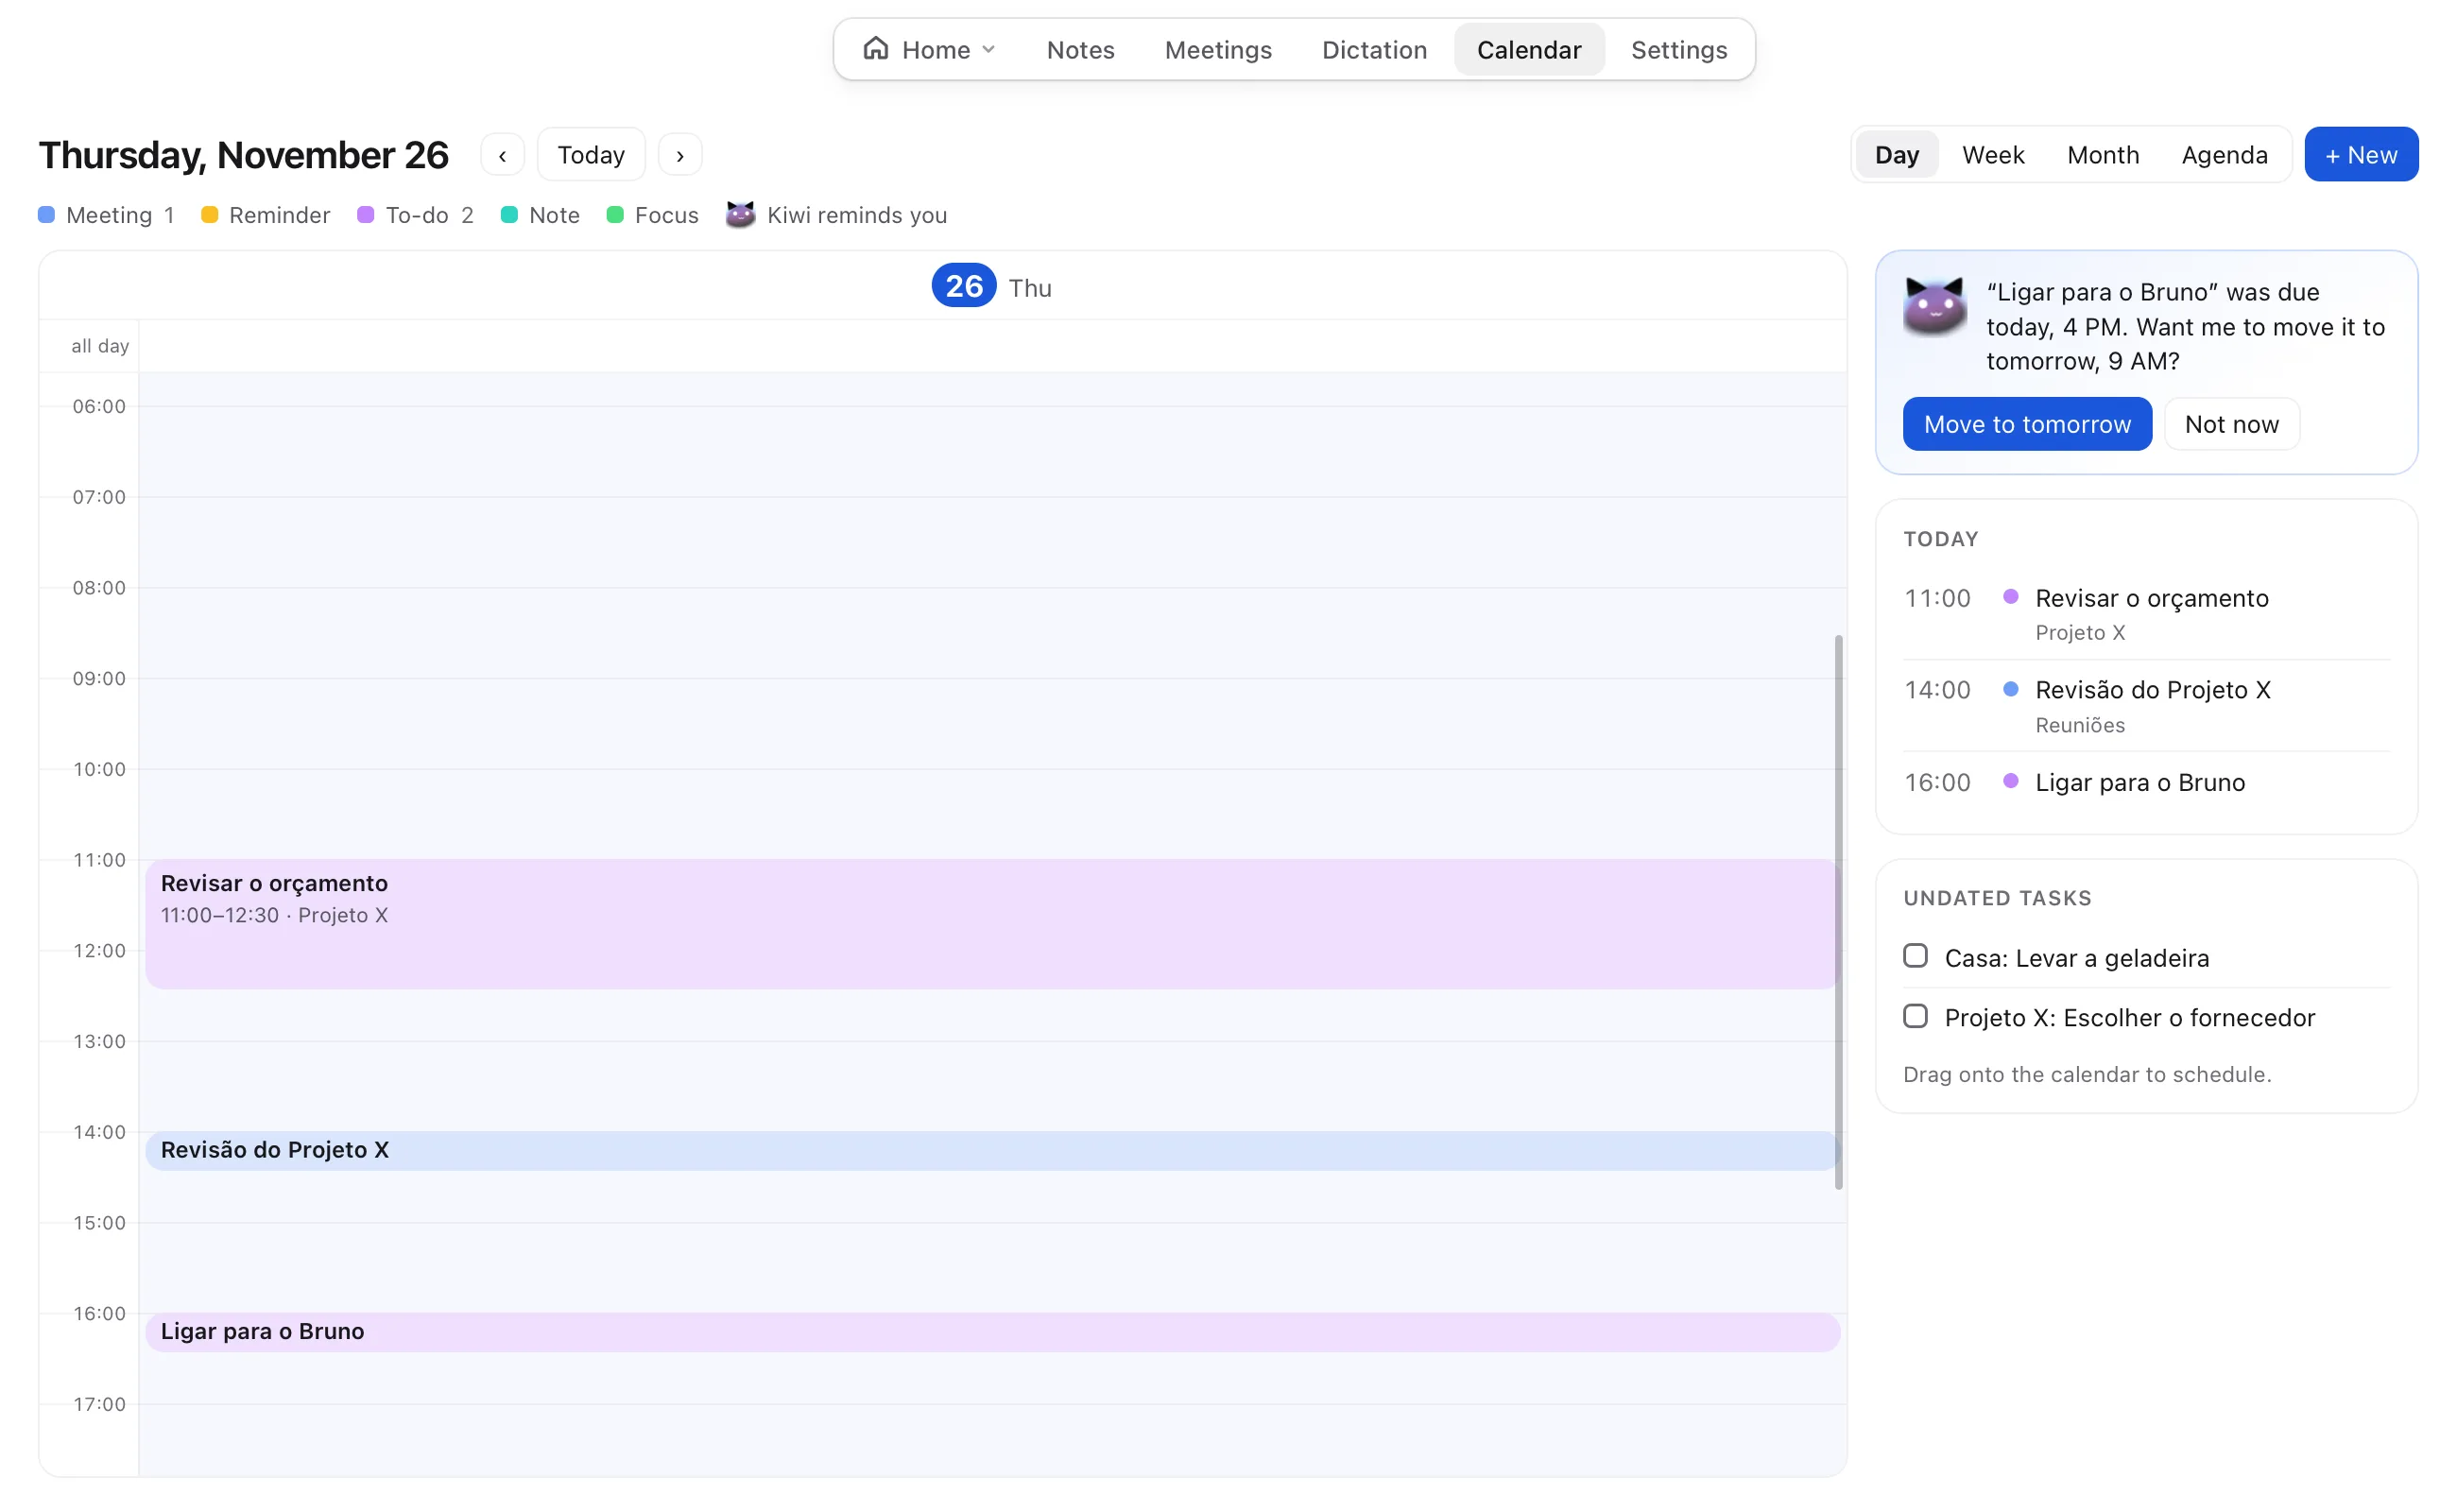 Home Notes Meetings Dictation Calendar Settings
Thursday, November 26 ‹ Today › Day Week Month Agenda + New
Meeting 1 Reminder To-do 2 Note Focus Kiwi reminds you
26 Thu
all day
06:00
07:00
08:00
09:00
10:00
11:00
Revisar o orçamento
11:00–12:30 · Projeto X
12:00
13:00
14:00
Revisão do Projeto X
15:00
16:00
Ligar para o Bruno
17:00
“Ligar para o Bruno” was due
today, 4 PM. Want me to move it to
tomorrow, 9 AM?
Move to tomorrow Not now
TODAY
11:00 Revisar o orçamento
Projeto X
14:00 Revisão do Projeto X
Reuniões
16:00 Ligar para o Bruno
UNDATED TASKS
Casa: Levar a geladeira
Projeto X: Escolher o fornecedor
Drag onto the calendar to schedule.